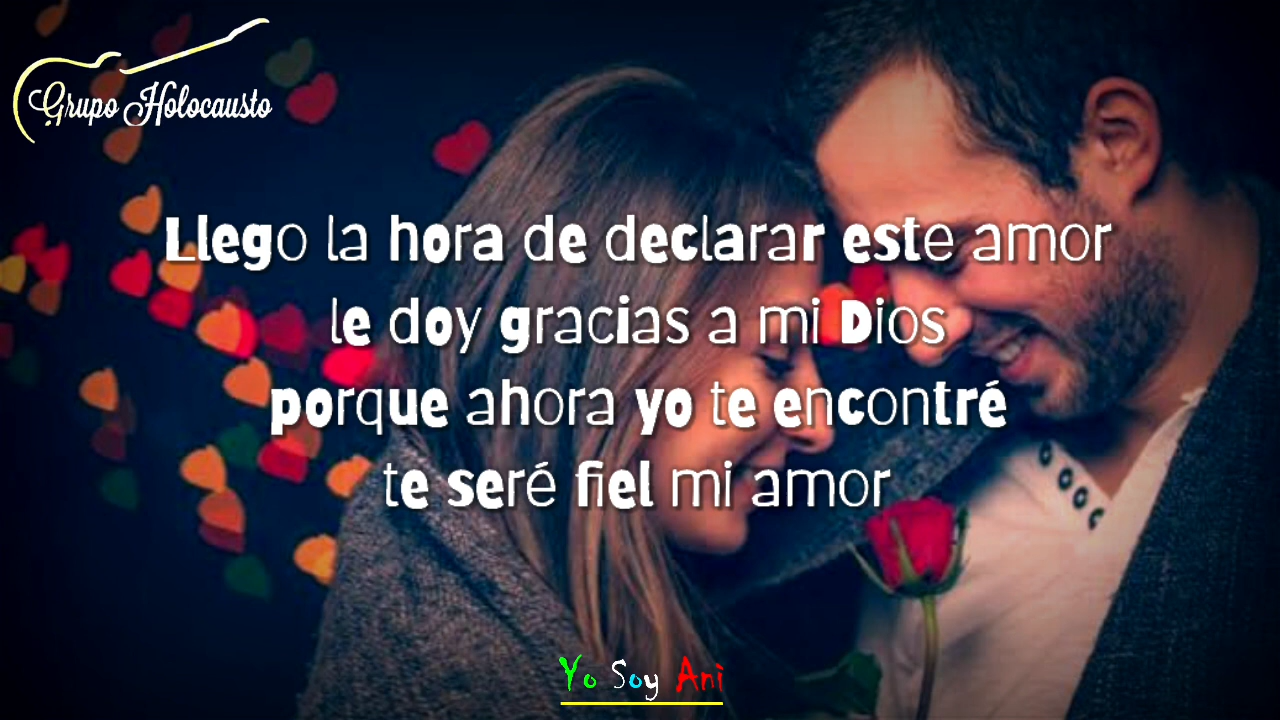 Grupo Holocausto
Llego la hora de declarar este amor
le doy gracias a mi Dios
porque ahora yo te encontré
te seré fiel mi amor
Yo Soy Ani